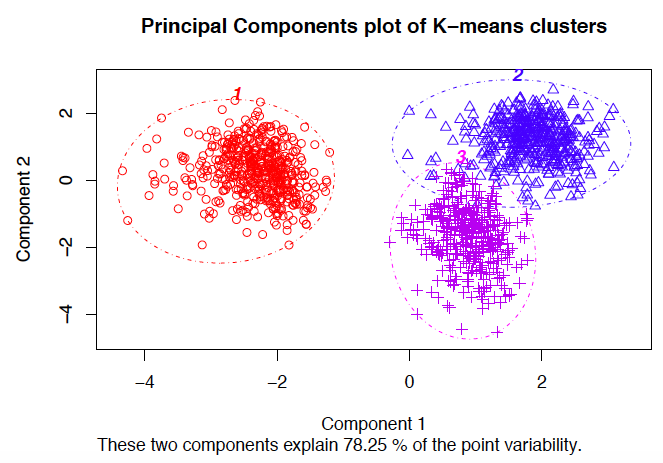 Principal Components plot of K−means clusters
1
2
3
Component 2
2
0
−2
−4
−4
−2
0
2
Component 1
These two components explain 78.25 % of the point variability.